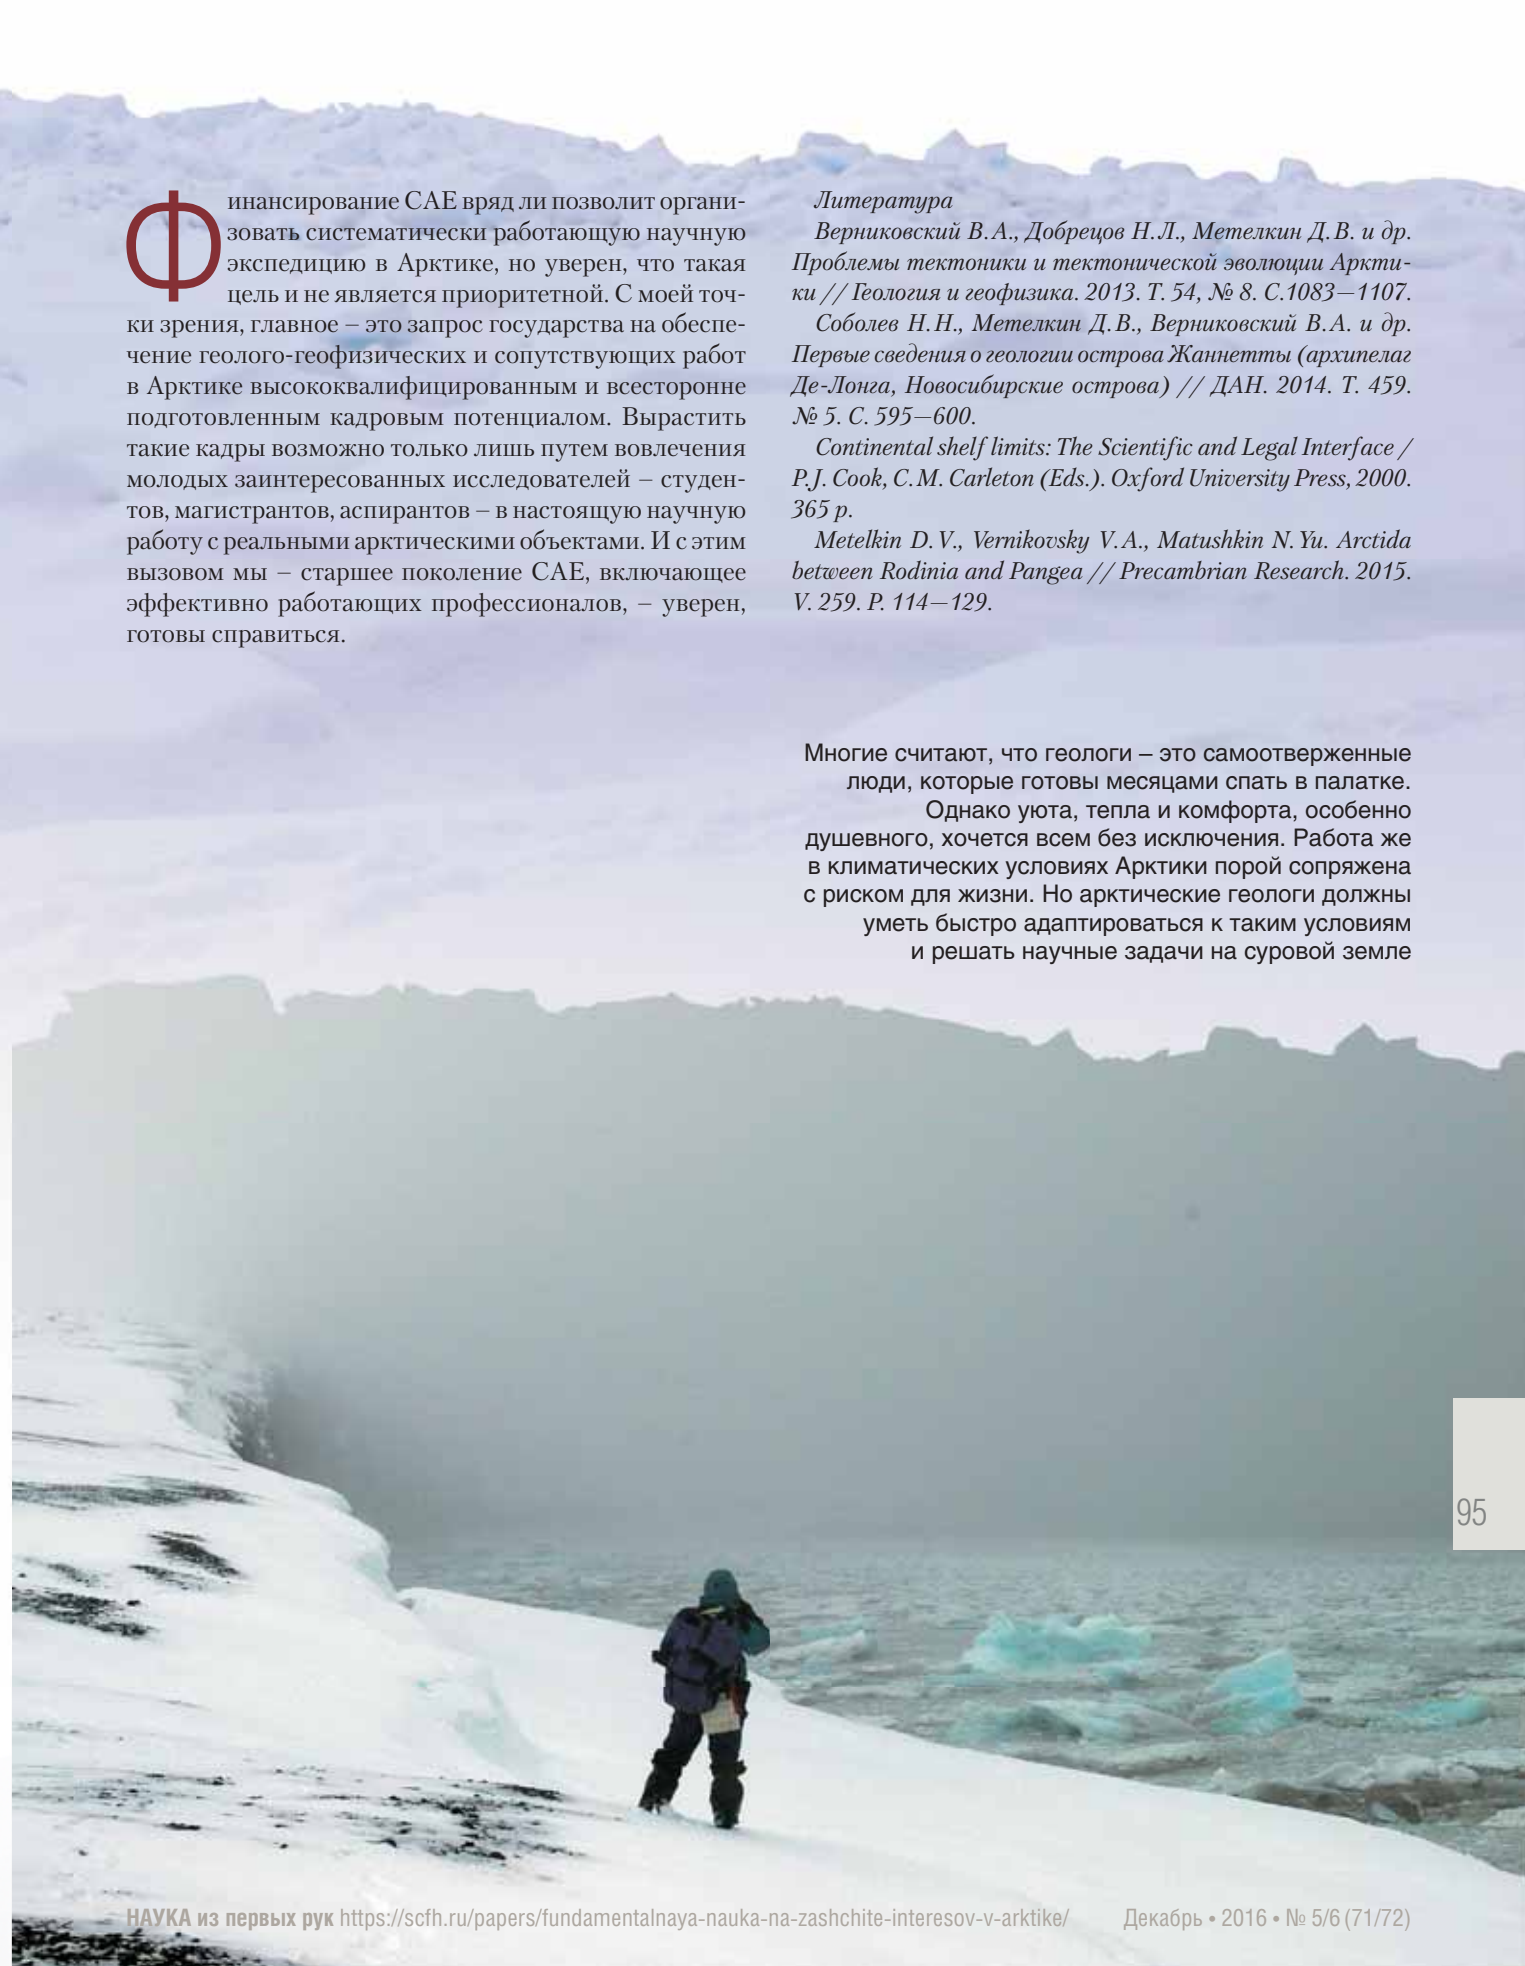 Финансирование САЕ вряд ли позволит органи-
зовать систематически работающую научную
экспедицию в Арктике, но уверен, что такая
цель и не является приоритетной. С моей точ-
ки зрения, главное – это запрос государства на обеспе-
чение геолого-геофизических и сопутствующих работ
в Арктике высококвалифицированным и всесторонне
подготовленным кадровым потенциалом. Вырастить
такие кадры возможно только лишь путем вовлечения
молодых заинтересованных исследователей – студен-
тов, магистрантов, аспирантов – в настоящую научную
работу с реальными арктическими объектами. И с этим
вызовом мы – старшее поколение САЕ, включающее
эффективно работающих профессионалов, – уверен,
готовы справиться.
Литература
Верниковский В.А., Добрецов Н.Л., Метелкин Д.В. и др.
Проблемы тектоники и тектонической эволюции Аркти-
ки // Геология и геофизика. 2013. Т. 54, № 8. С.1083—1107.
Соболев Н.Н., Метелкин Д.В., Верниковский В.А. и др.
Первые сведения о геологии острова Жаннетты (архипелаг
Де-Лонга, Новосибирские острова) // ДАН. 2014. Т. 459.
№ 5. С. 595—600.
Continental shelf limits: The Scientific and Legal Interface /
P.J. Cook, C.M. Carleton (Eds.). Oxford University Press, 2000.
365 p.
Metelkin D.V., Vernikovsky V.A., Matushkin N.Yu. Arctida
between Rodinia and Pangea // Precambrian Research. 2015.
V. 259. P. 114—129.
Многие считают, что геологи – это самоотверженные
люди, которые готовы месяцами спать в палатке.
Однако уюта, тепла и комфорта, особенно
душевного, хочется всем без исключения. Работа же
в климатических условиях Арктики порой сопряжена
с риском для жизни. Но арктические геологи должны
уметь быстро адаптироваться к таким условиям
и решать научные задачи на суровой земле
95
НАУКА из первых рук https://scfh.ru/papers/fundamentalnaya-nauka-na-zashchite-interesov-v-arktike/ Декабрь • 2016 • № 5/6 (71/72)